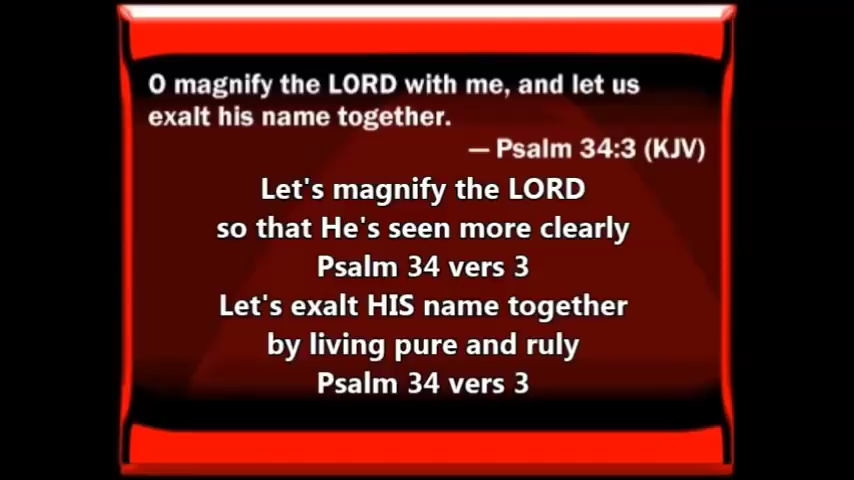 O magnify the LORD with me, and let us
exalt his name together.
— Psalm 34:3 (KJV)
Let's magnify the LORD
so that He's seen more clearly
Psalm 34 vers 3
Let's exalt HIS name together
by living pure and ruly
Psalm 34 vers 3